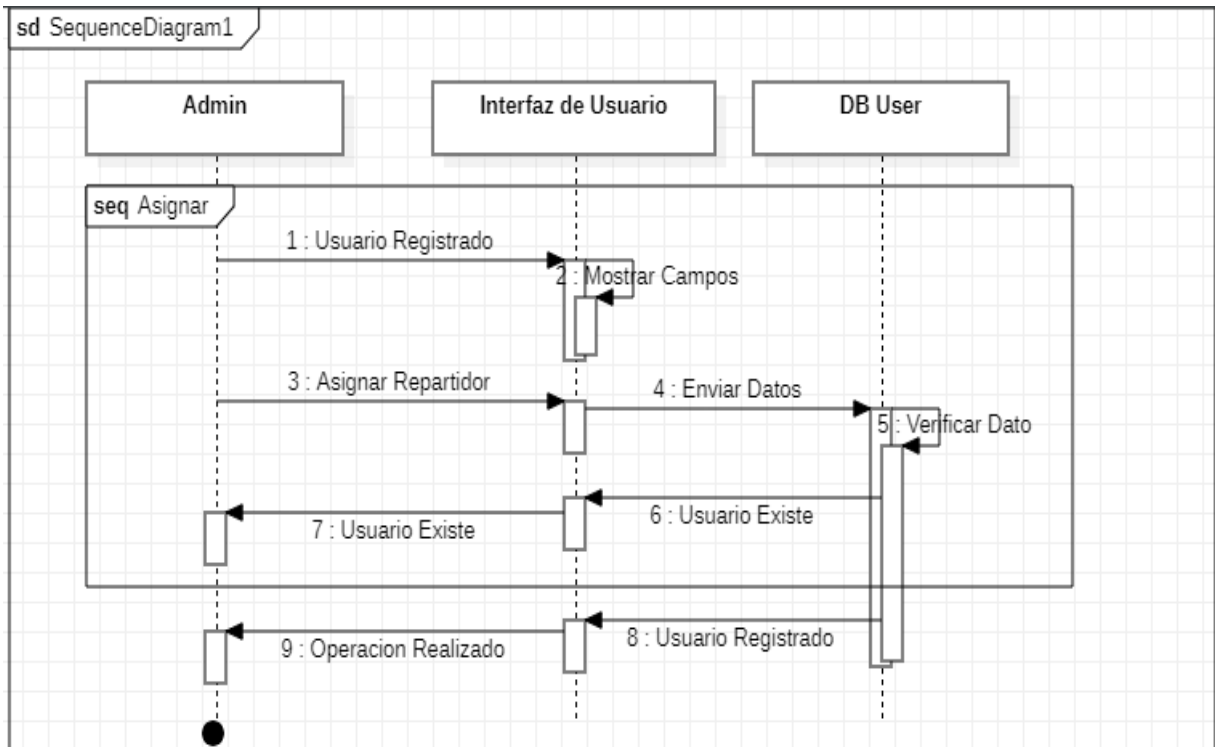 sd SequenceDiagram1
Admin
Interfaz de Usuario
DB User
seq Asignar
1 : Usuario Registrado
2 : Mostrar Campos
3 : Asignar Repartidor
4 : Enviar Datos
5 : Verificar Dato
6 : Usuario Existe
7 : Usuario Existe
8 : Usuario Registrado
9 : Operacion Realizado